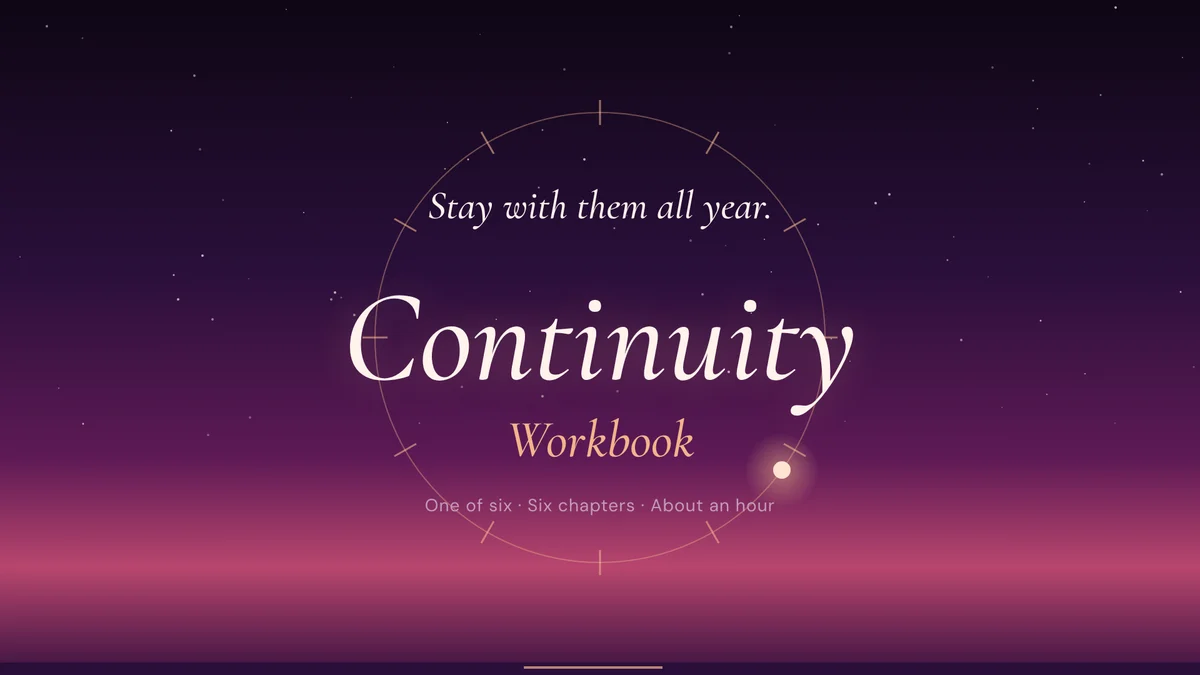 Stay with them all year.
Continuity
Workbook
One of six · Six chapters · About an hour